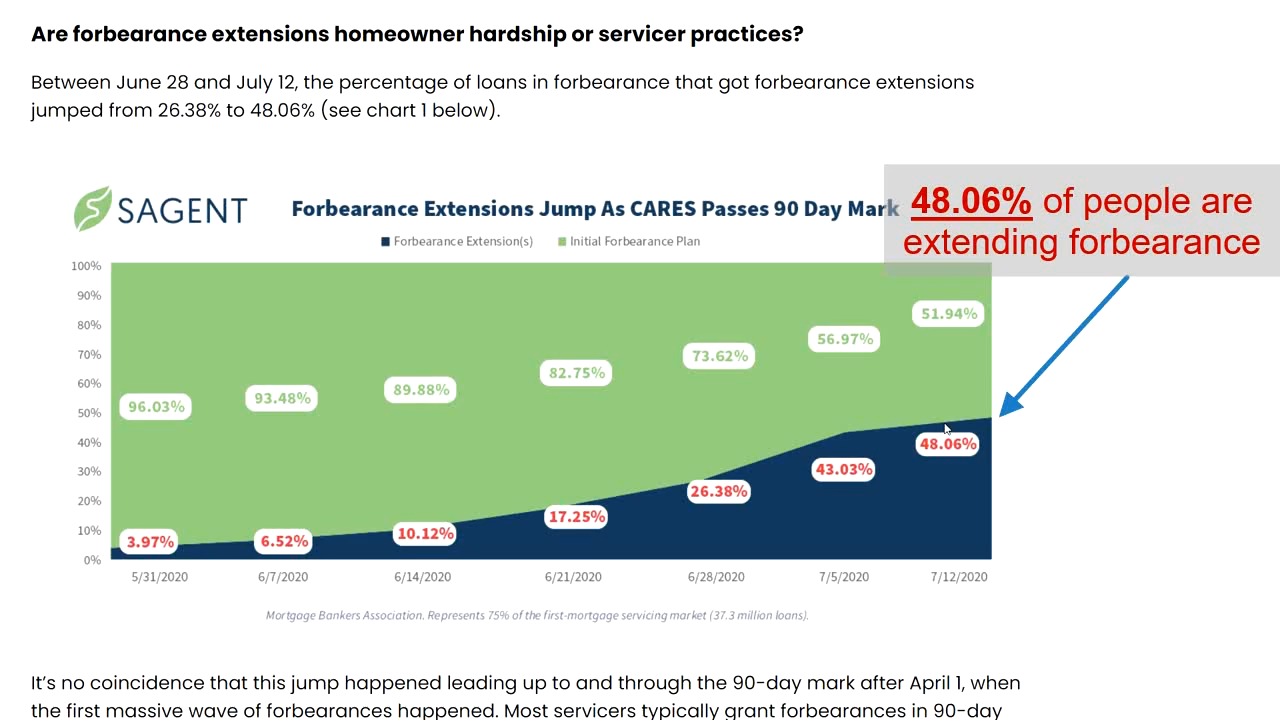 Are forbearance extensions homeowner hardship or servicer practices?
Between June 28 and July 12, the percentage of loans in forbearance that got forbearance extensions
jumped from 26.38% to 48.06% (see chart 1 below).
SAGENT
Forbearance Extensions Jump As CARES Passes 90 Day Mark
48.06% of people are
extending forbearance
Forbearance Extension(s)
Initial Forbearance Plan
100%
90%
80%
70%
60%
50%
40%
30%
20%
10%
0%
96.03%
93.48%
89.88%
82.75%
73.62%
56.97%
51.94%
3.97%
6.52%
10.12%
17.25%
26.38%
43.03%
48.06%
5/31/2020
6/7/2020
6/14/2020
6/21/2020
6/28/2020
7/5/2020
7/12/2020
Mortgage Bankers Association. Represents 75% of the first-mortgage servicing market (37.3 million loans).
It’s no coincidence that this jump happened leading up to and through the 90-day mark after April 1, when
the first massive wave of forbearances happened. Most servicers typically grant forbearances in 90-day